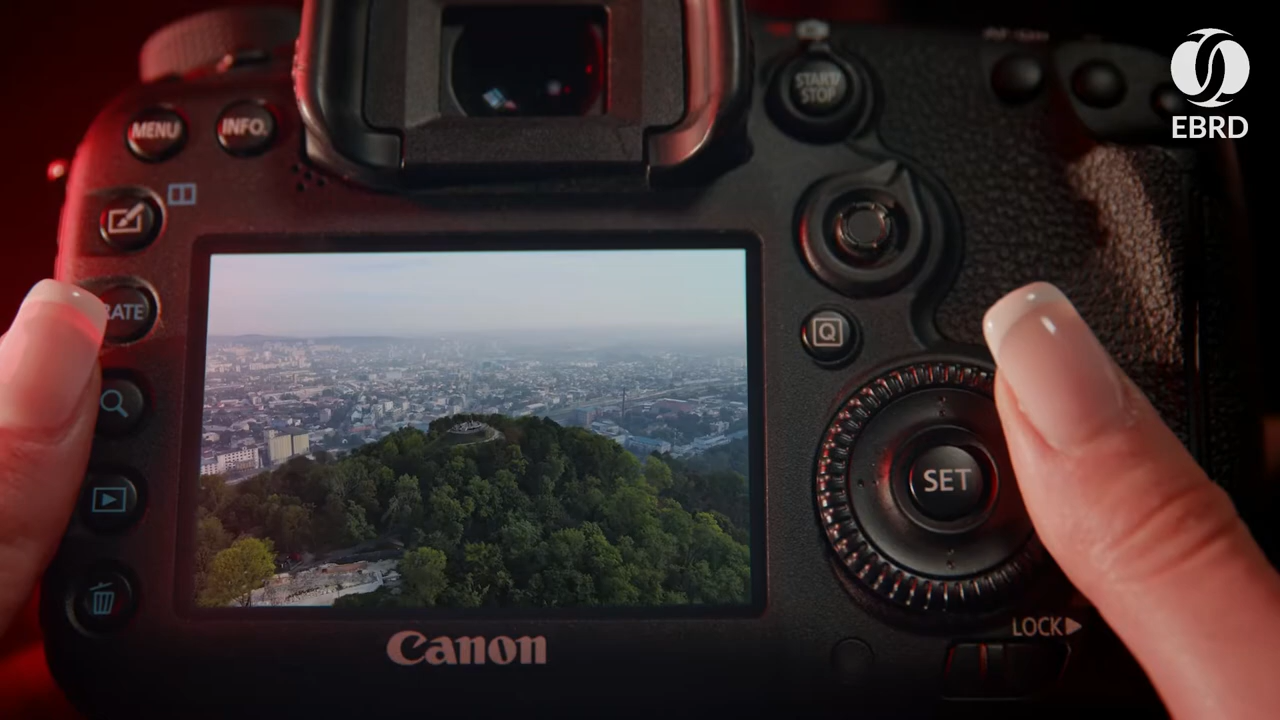 EBRD
START/
STOP
MENU
INFO.
RATE
Q
SET
LOCK
Canon